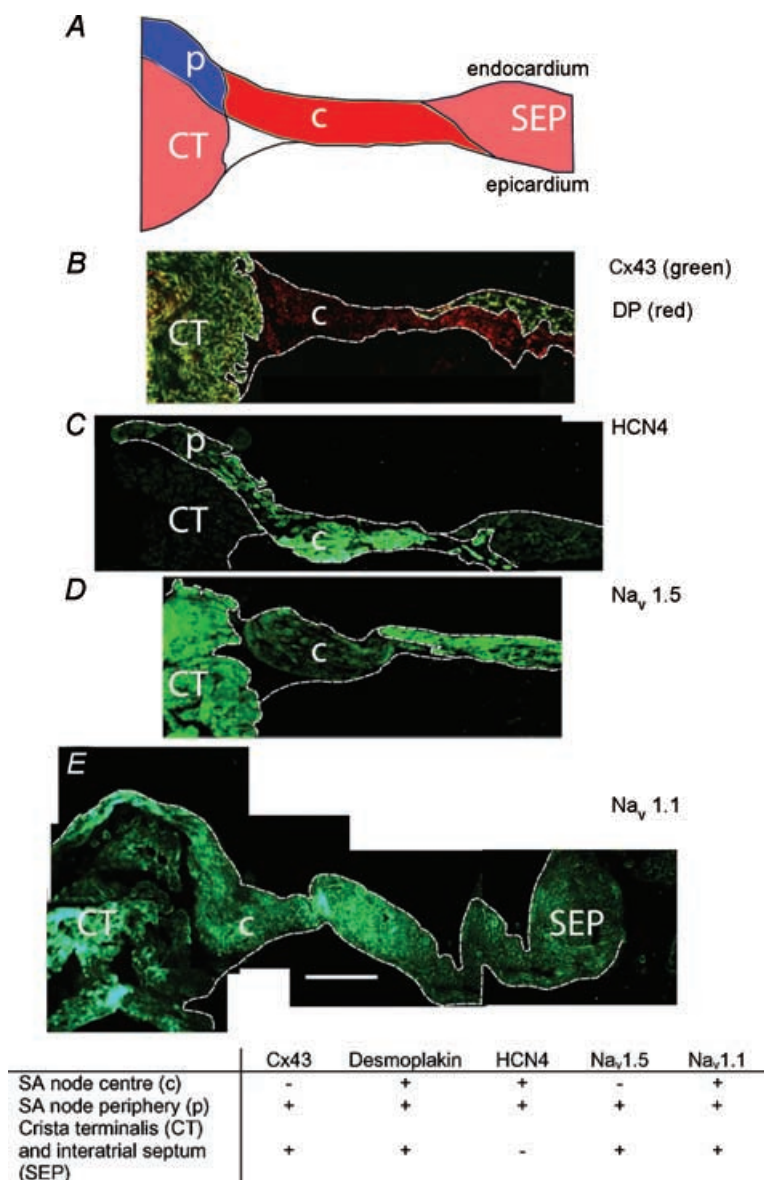 A
p
c
CT
SEP
endocardium
epicardium
B
CT
c
Cx43 (green)
DP (red)
C
p
CT
c
HCN4
D
CT
c
Nav 1.5
E
CT
c
SEP
Nav 1.1
Cx43 Desmoplakin HCN4 Nav1.5 Nav1.1
SA node centre (c) - + + - +
SA node periphery (p) + + + + +
Crista terminalis (CT)
and interatrial septum + + - + +
(SEP)